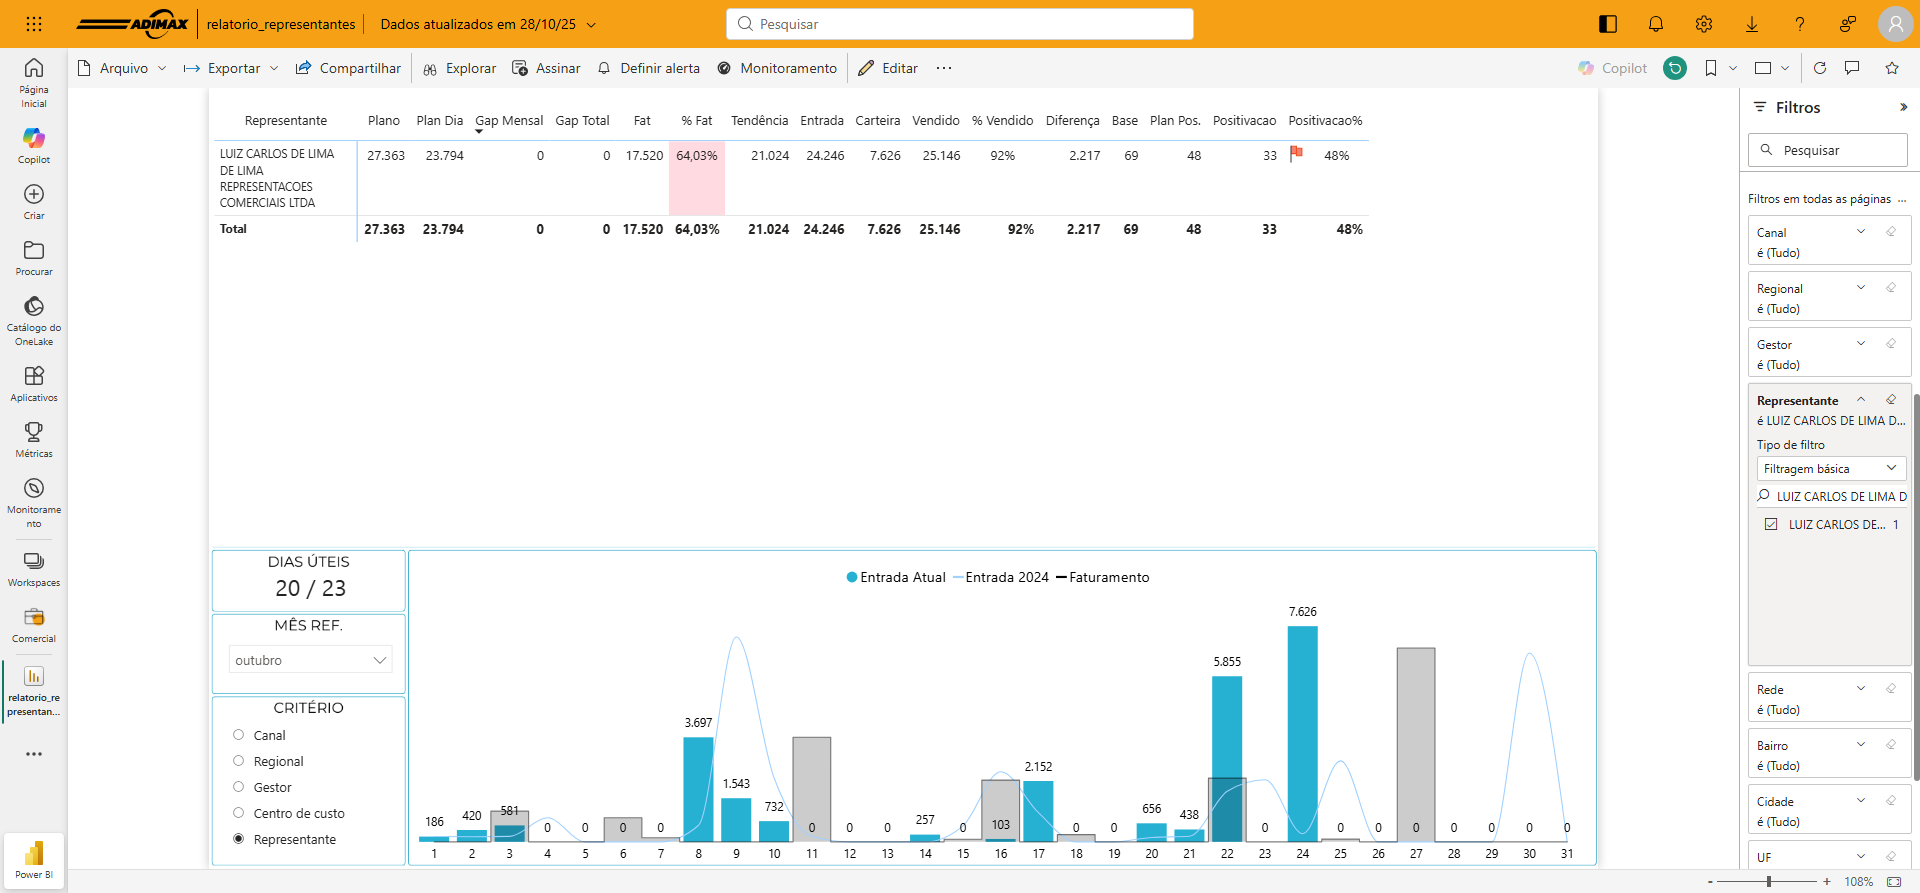 ADIMAX
relatorio_representantes
Dados atualizados em 28/10/25
Pesquisar
Arquivo
Exportar
Compartilhar
Explorar
Assinar
Definir alerta
Monitoramento
Editar
Copilot
Página
Inicial
Copilot
Criar
Procurar
Catálogo do
OneLake
Aplicativos
Métricas
Monitorame
nto
Workspaces
Comercial
relatorio_re
presentan...
Power BI
Representante Plano Plan Dia Gap Mensal Gap Total Fat % Fat Tendência Entrada Carteira Vendido % Vendido Diferença Base Plan Pos. Positivacao Positivacao%
LUIZ CARLOS DE LIMA 27.363 23.794 0 0 17.520 64,03% 21.024 24.246 7.626 25.146 92% 2.217 69 48 33 48%
DE LIMA
REPRESENTACOES
COMERCIAIS LTDA
Total 27.363 23.794 0 0 17.520 64,03% 21.024 24.246 7.626 25.146 92% 2.217 69 48 33 48%
DIAS ÚTEIS
20 / 23
MÊS REF.
outubro
CRITÉRIO
Canal
Regional
Gestor
Centro de custo
Representante
Entrada Atual Entrada 2024 Faturamento
186 420 581 0 0 0 0 3.697 1.543 732 0 0 0 257 0 103 2.152 0 0 656 438 5.855 0 7.626 0 0 0 0 0 0 0
1 2 3 4 5 6 7 8 9 10 11 12 13 14 15 16 17 18 19 20 21 22 23 24 25 26 27 28 29 30 31
Filtros
Pesquisar
Filtros em todas as páginas ...
Canal
é (Tudo)
Regional
é (Tudo)
Gestor
é (Tudo)
Representante
é LUIZ CARLOS DE LIMA D...
Tipo de filtro
Filtragem básica
LUIZ CARLOS DE LIMA D
LUIZ CARLOS DE... 1
Rede
é (Tudo)
Bairro
é (Tudo)
Cidade
é (Tudo)
UF
- + 108%